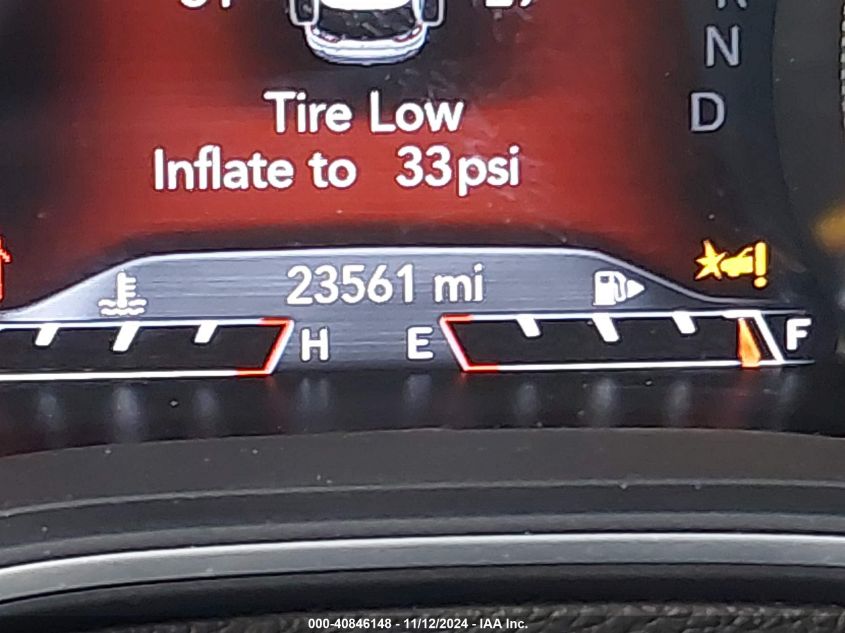 N
D
Tire Low
Inflate to 33psi
23561 mi
H E F
000-40846148 - 11/12/2024 - IAA Inc.